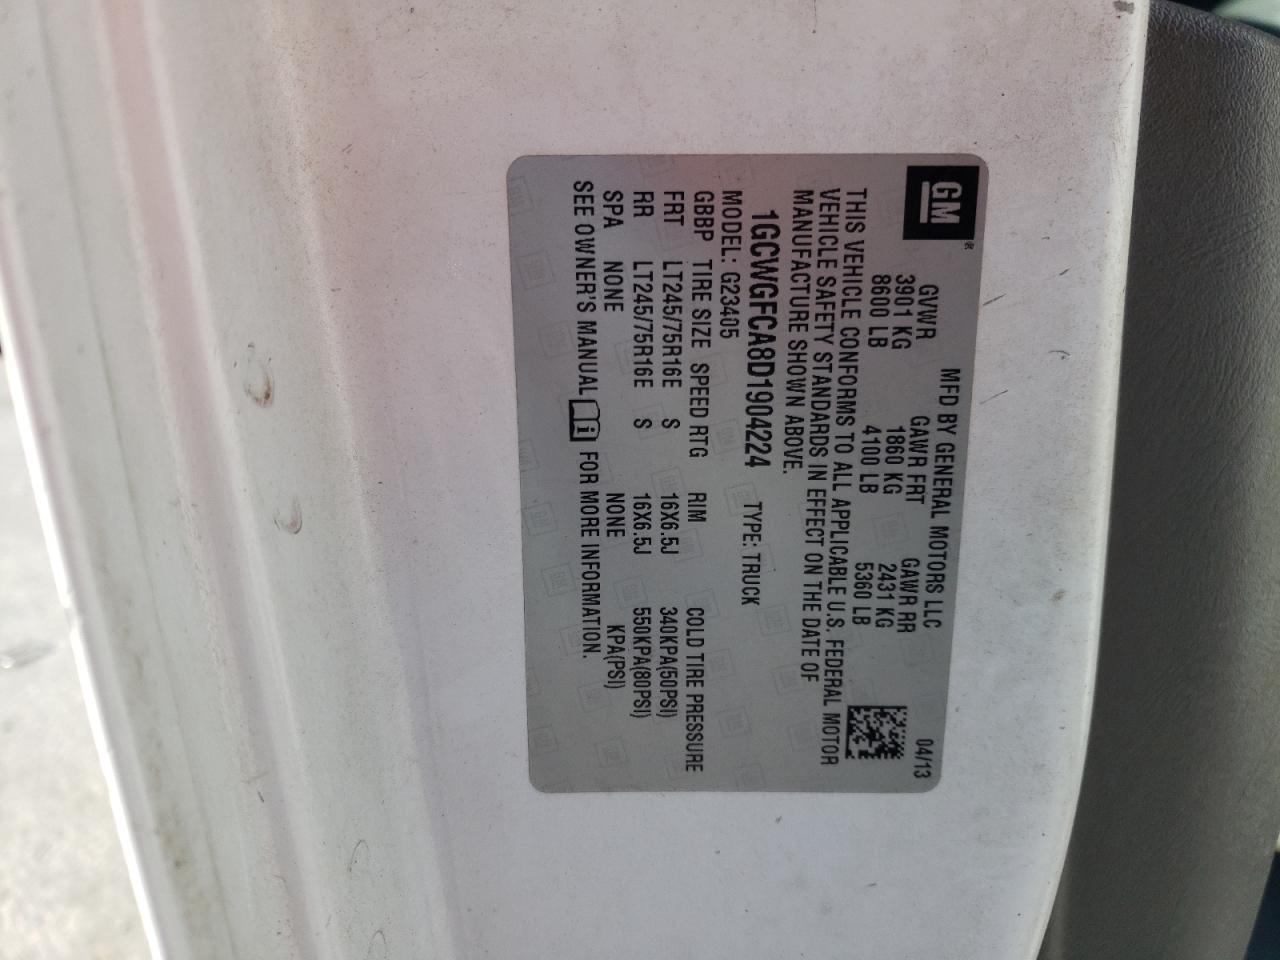 GM
MFD BY GENERAL MOTORS LLC 04/13
GVWR GAWR FRT GAWR RR
3901 KG 1860 KG 2431 KG
8600 LB 4100 LB 5360 LB
THIS VEHICLE CONFORMS TO ALL APPLICABLE U.S. FEDERAL MOTOR
VEHICLE SAFETY STANDARDS IN EFFECT ON THE DATE OF
MANUFACTURE SHOWN ABOVE.
1GCWGFCA8D1904224 TYPE: TRUCK
MODEL: G23405
GBBP TIRE SIZE SPEED RTG RIM COLD TIRE PRESSURE
FRT LT245/75R16E S 16X6.5J 340KPA(50PSI)
RR LT245/75R16E S 16X6.5J 550KPA(80PSI)
SPA NONE NONE KPA(PSI)
SEE OWNER'S MANUAL i FOR MORE INFORMATION.